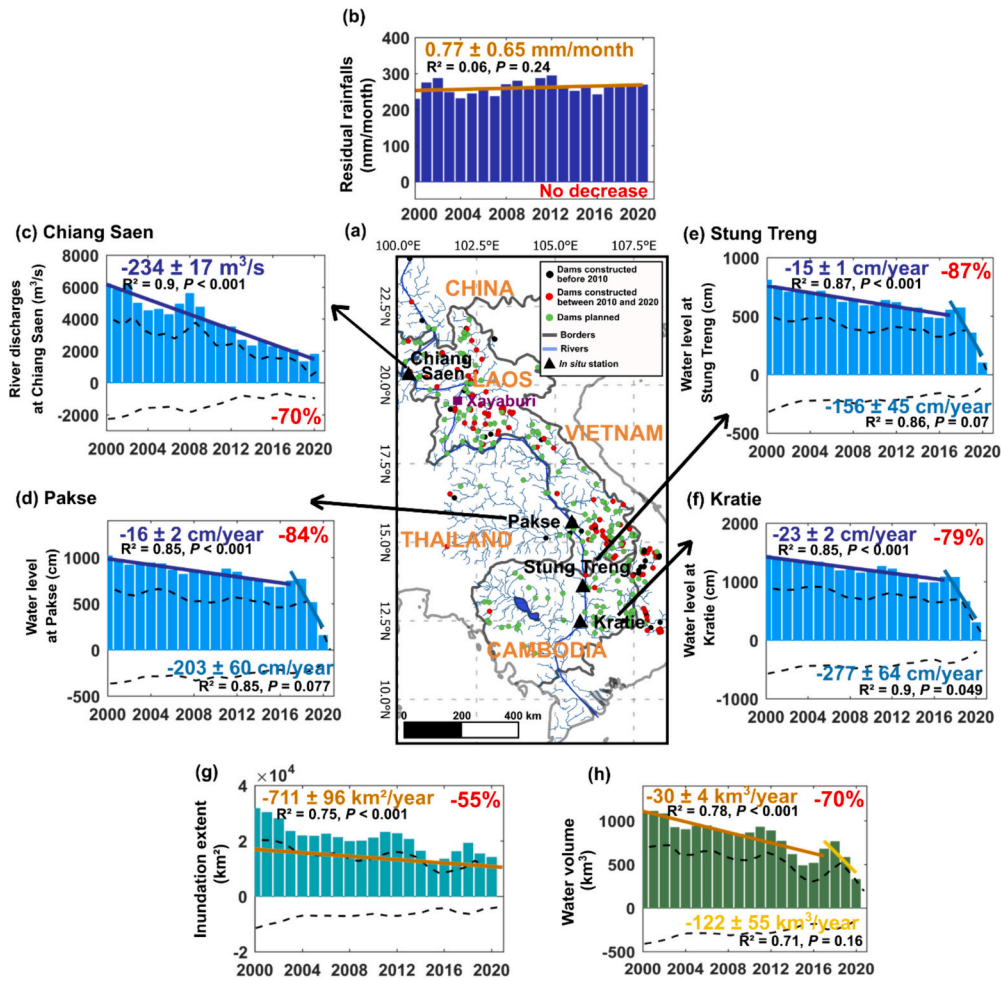 (b)
0.77 ± 0.65 mm/month
R² = 0.06, P = 0.24
400
300
200
100
0
Residual rainfalls
(mm/month)
No decrease
2000 2004 2008 2012 2016 2020
(c) Chiang Saen
-234 ± 17 m³/s
R² = 0.9, P < 0.001
8000
6000
4000
2000
0
-2000
River discharges
at Chiang Saen (m³/s)
-70%
2000 2004 2008 2012 2016 2020
(a)
100.0°E 102.5°E 105.0°E 107.5°E
22.5°N
20.0°N
17.5°N
15.0°N
12.5°N
10.0°N
Dams constructed
before 2010
Dams constructed
between 2010 and 2020
Dams planned
Borders
Rivers
In situ station
CHINA
Chiang
Saen
LAOS
Xayaburi
VIETNAM
Pakse
THAILAND
Stung Treng
Kratie
CAMBODIA
0 200 400 km
(e) Stung Treng
-15 ± 1 cm/year
-87%
R² = 0.87, P < 0.001
1000
500
0
-500
Water level at
Stung Treng (cm)
-156 ± 45 cm/year
R² = 0.86, P = 0.07
2000 2004 2008 2012 2016 2020
(d) Pakse
-16 ± 2 cm/year
-84%
R² = 0.85, P < 0.001
1000
500
0
-500
Water level
at Pakse (cm)
-203 ± 60 cm/year
R² = 0.85, P = 0.077
2000 2004 2008 2012 2016 2020
(f) Kratie
-23 ± 2 cm/year
-79%
R² = 0.85, P < 0.001
2000
1000
0
-1000
Water level at
Kratie (cm)
-277 ± 64 cm/year
R² = 0.9, P = 0.049
2000 2004 2008 2012 2016 2020
(g)
×10⁴
-711 ± 96 km²/year
-55%
R² = 0.75, P < 0.001
4
2
0
-2
Inundation extent
(km²)
2000 2004 2008 2012 2016 2020
(h)
-30 ± 4 km³/year
-70%
R² = 0.78, P < 0.001
1000
500
0
-500
Water volume
(km³)
-122 ± 55 km³/year
R² = 0.71, P = 0.16
2000 2004 2008 2012 2016 2020